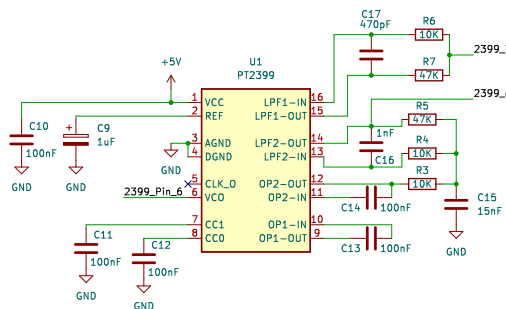 C17
470pF
R6
10K
2399_
R7
47K
2399_
+5V
U1
PT2399
1 VCC
2 REF
3 AGND
4 DGND
5 CLK_O
6 VCO
7 CC1
8 CC0
LPF1-IN 16
LPF1-OUT 15
LPF2-OUT 14
LPF2-IN 13
OP2-OUT 12
OP2-IN 11
OP1-IN 10
OP1-OUT 9
C10
100nF
GND
+
C9
1uF
GND
GND
2399_Pin_6
C11
100nF
GND
C12
100nF
GND
1nF
C16
R5
47K
R4
10K
R3
10K
C14
100nF
C13
100nF
C15
15nF
GND